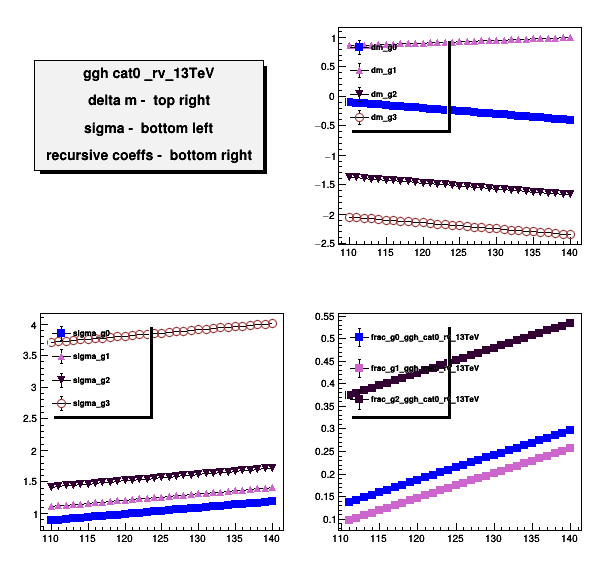 ggh cat0 _rv_13TeV
delta m - top right
sigma - bottom left
recursive coeffs - bottom right
1
0.5
0
−0.5
−1
−1.5
−2
−2.5
dm_g0
dm_g1
dm_g2
dm_g3
110 115 120 125 130 135 140
4
3.5
3
2.5
2
1.5
1
sigma_g0
sigma_g1
sigma_g2
sigma_g3
110 115 120 125 130 135 140
0.55
0.5
0.45
0.4
0.35
0.3
0.25
0.2
0.15
0.1
frac_g0_ggh_cat0_rv_13TeV
frac_g1_ggh_cat0_rv_13TeV
frac_g2_ggh_cat0_rv_13TeV
110 115 120 125 130 135 140